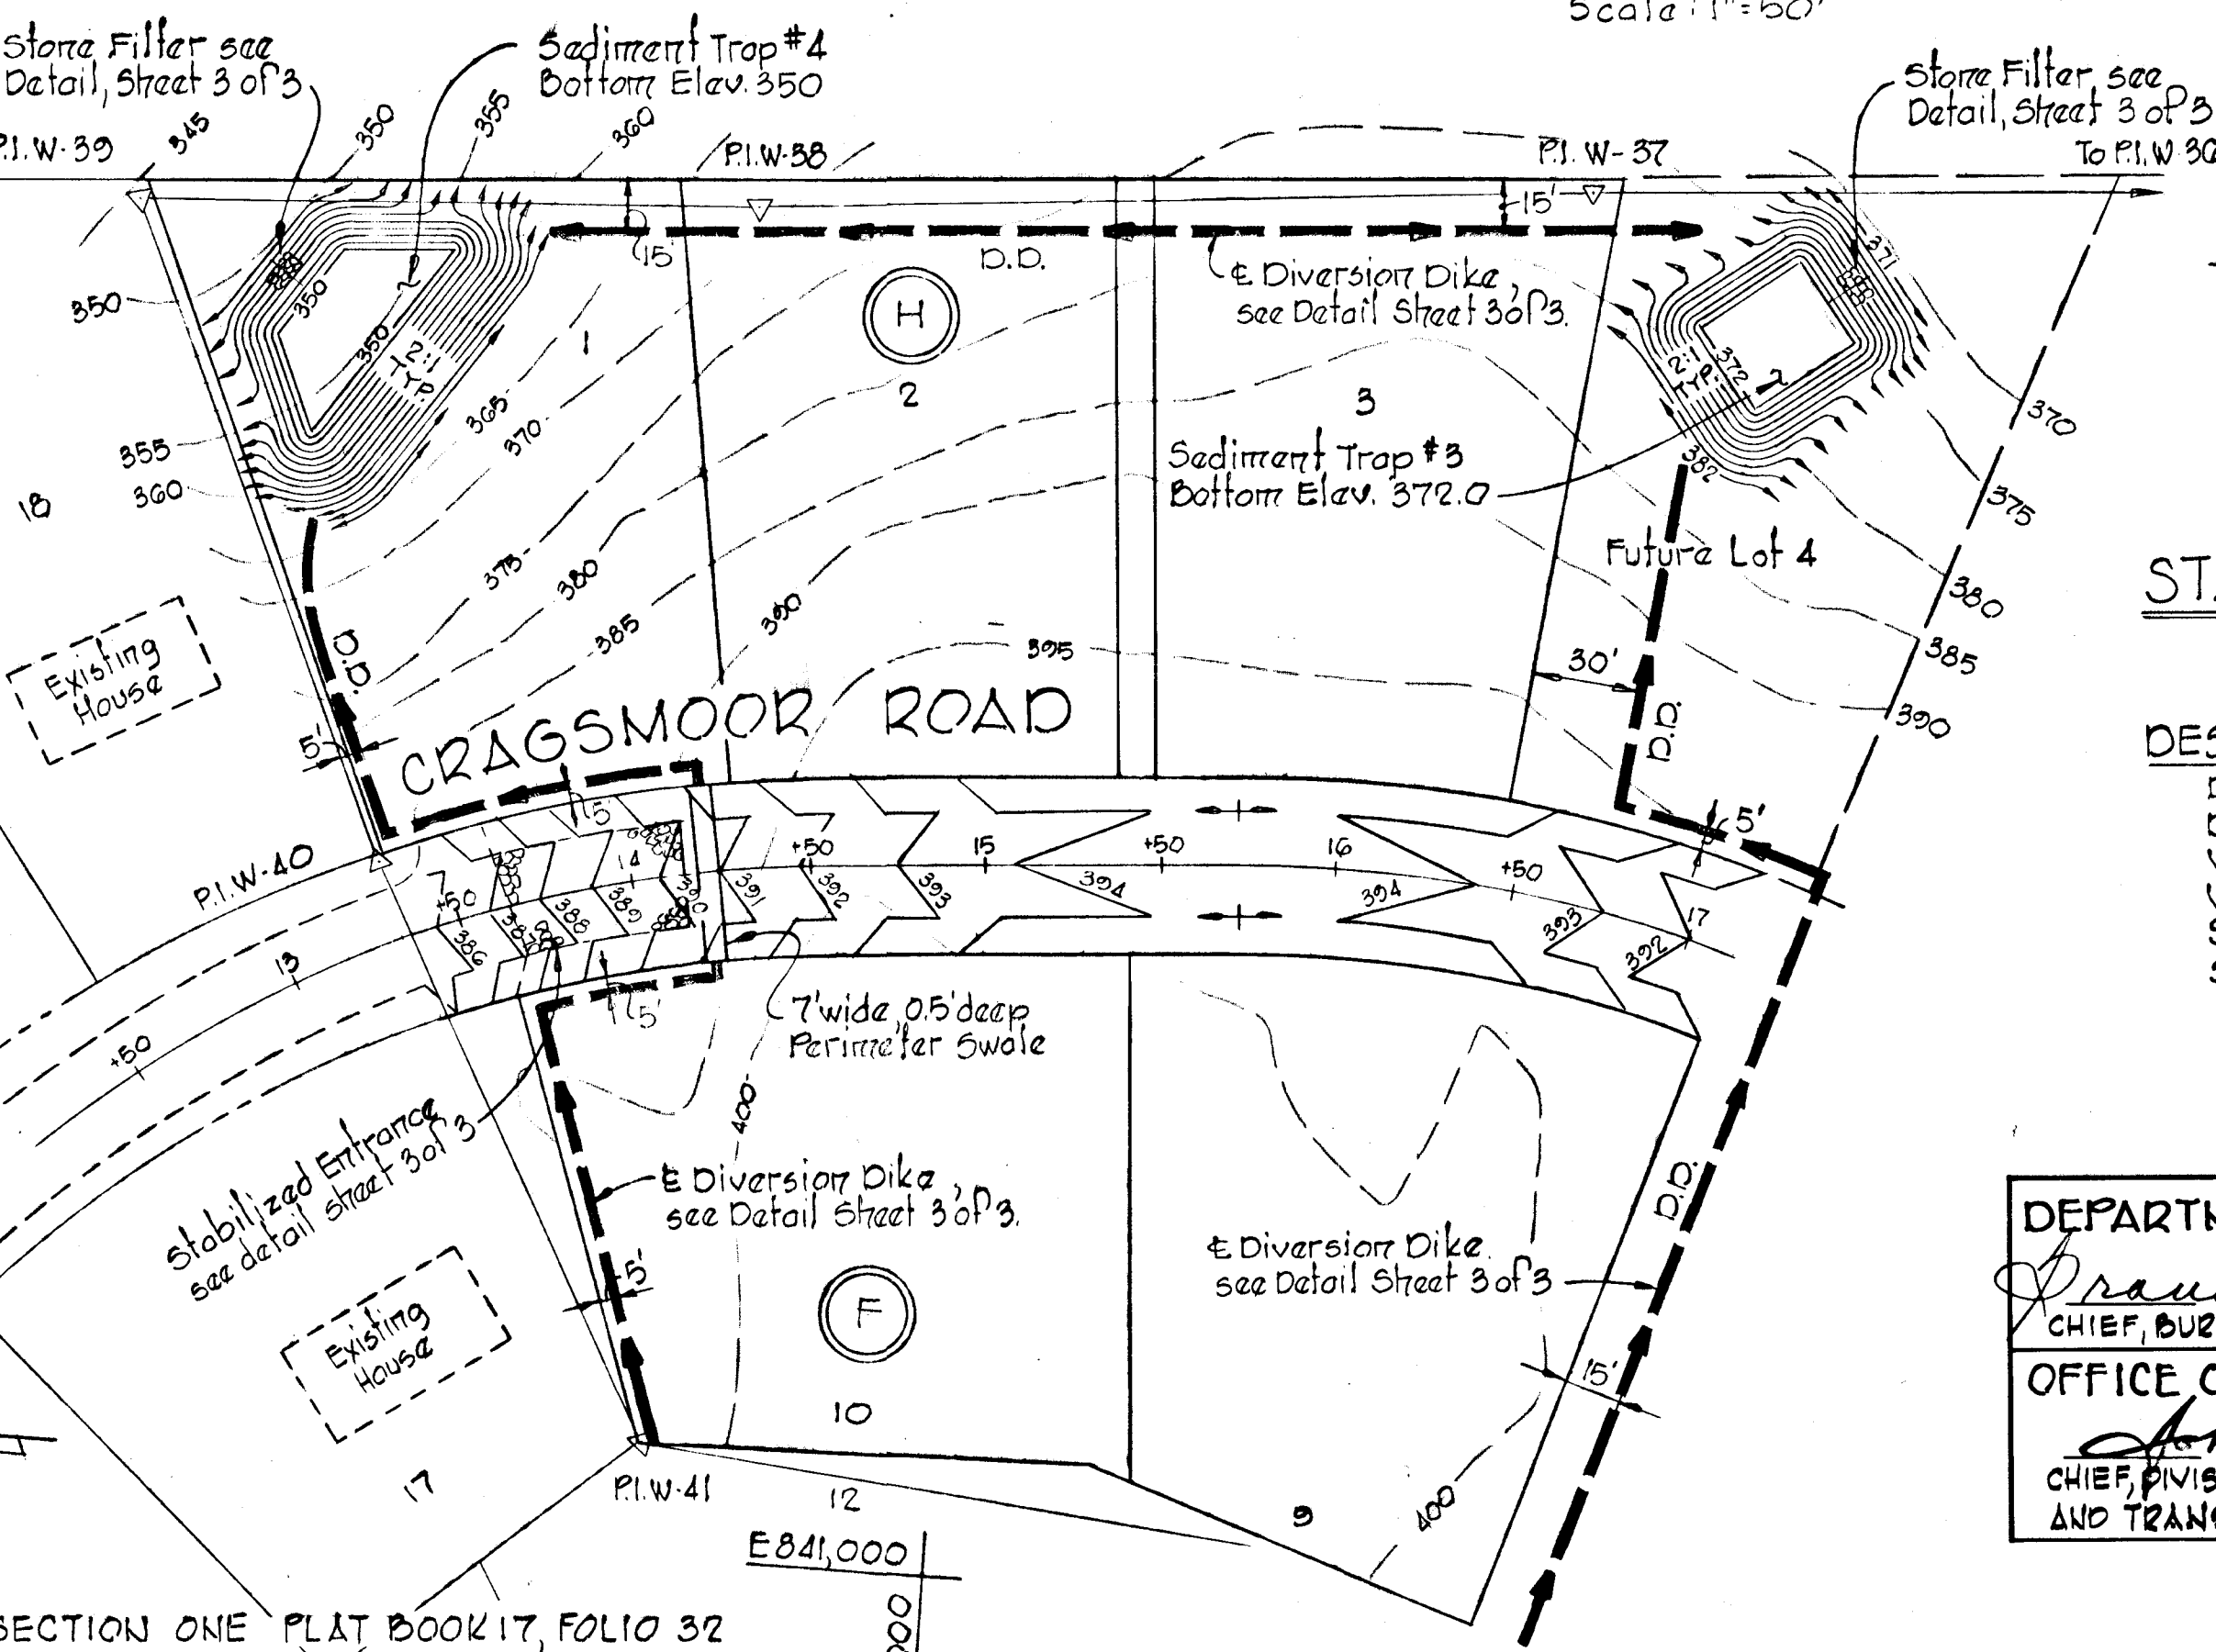 Scale: 1"=50'
Stone Filter see
Detail, Sheet 3 of 3
Sediment Trap #4
Bottom Elev. 350
Stone Filter, see
Detail, Sheet 3 of 3
P.I.W-39
345
350
355
360
P.I.W-38
P.I. W-37
To P.I.W 36
15'
15'
D.D.
℄ Diversion Dike,
see Detail Sheet 3 of 3.
371
350
350
350
2:1
TYP.
1
H
2
3
372
2:1
TYP.
382
370
365
370
355
360
18
Sediment Trap #3
Bottom Elev. 372.0
375
375
380
385
390
395
Future Lot 4
380
385
390
30'
D.D.
D.D.
Existing
House
5'
CRAGSMOOR ROAD
5'
5'
P.I.W-40
13
+50
+50
14
+50
15
+50
16
+50
17
386
387
388
389
390
391
392
393
394
394
393
392
5'
7' wide, 0.5' deep
Perimeter Swale
Stabilized Entrance
see detail sheet 3 of 3
400
℄ Diversion Dike,
see Detail Sheet 3 of 3.
5'
F
10
℄ Diversion Dike
see Detail Sheet 3 of 3
D.D.
15'
Existing
House
17
P.I.W-41
12
9
400
E 841,000
SECTION ONE PLAT BOOK 17, FOLIO 32
ST
DES
DEPARTM
CHIEF, BUR
OFFICE O
CHIEF, DIVIS
AND TRANS